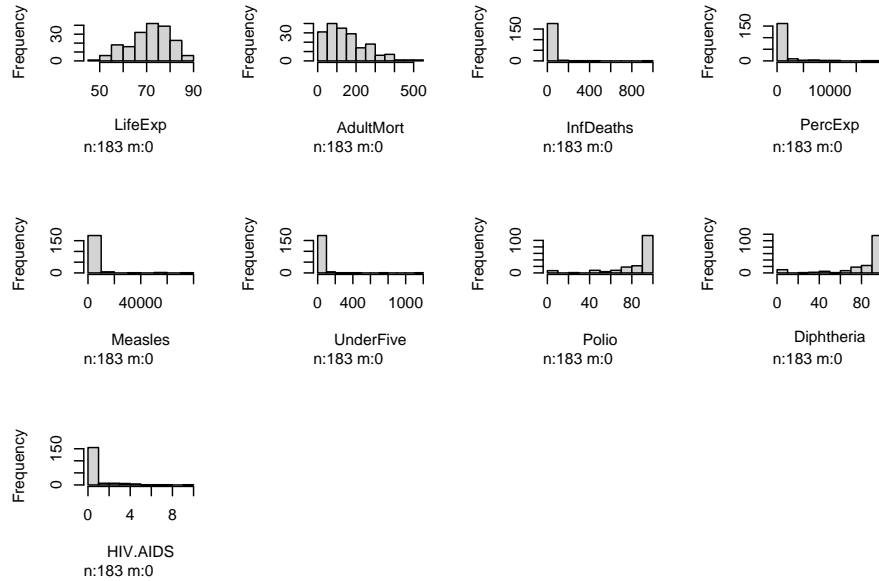 Frequency
0 30
50 70 90
LifeExp
n:183 m:0
Frequency
0 30
0 200 500
AdultMort
n:183 m:0
Frequency
0 150
0 400 800
InfDeaths
n:183 m:0
Frequency
0 150
0 10000
PercExp
n:183 m:0
Frequency
0 150
0 40000
Measles
n:183 m:0
Frequency
0 150
0 400 1000
UnderFive
n:183 m:0
Frequency
0 100
0 40 80
Polio
n:183 m:0
Frequency
0 100
0 40 80
Diphtheria
n:183 m:0
Frequency
0 150
0 4 8
HIV.AIDS
n:183 m:0